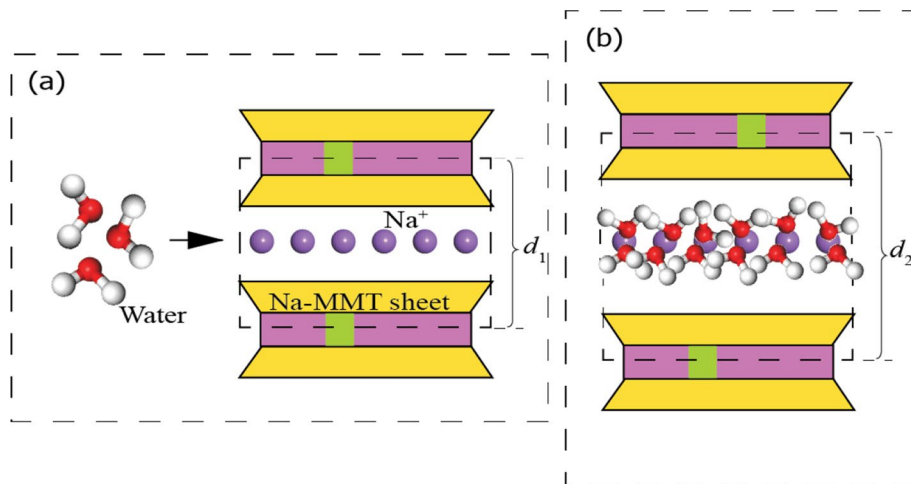 (a)
(b)
Na⁺
d₁
d₂
Na-MMT sheet
Water